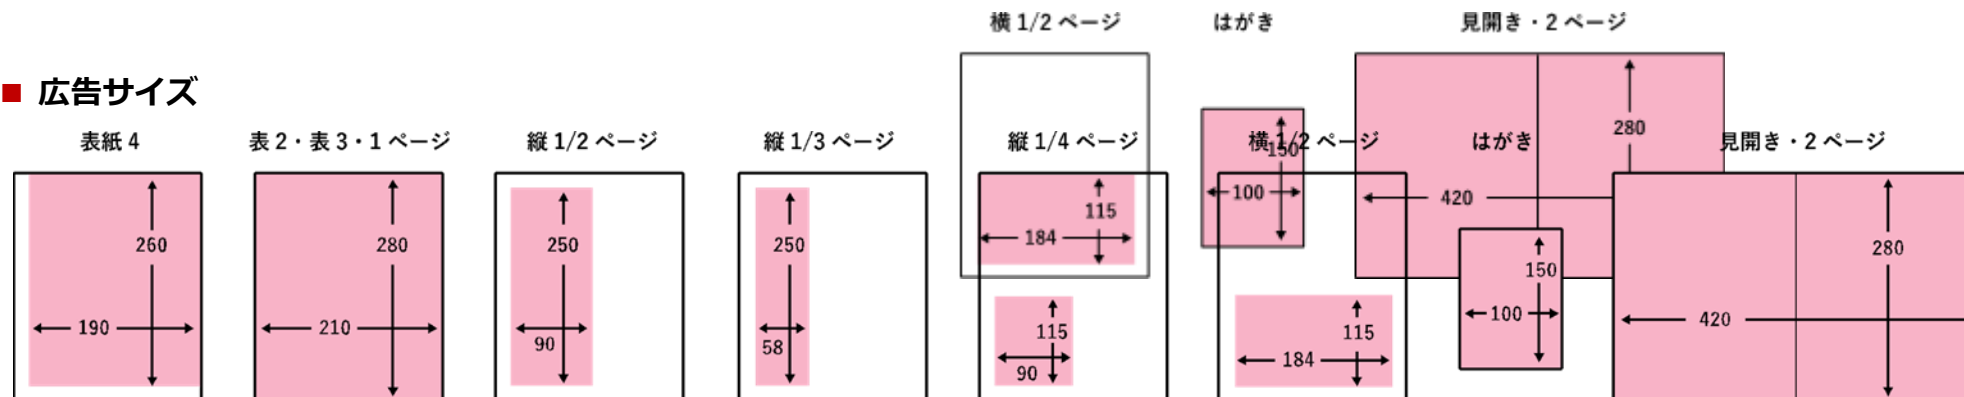 横 1/2 ページ
はがき
見開き・2 ページ
■ 広告サイズ
表紙 4
表 2・表 3・1 ページ
縦 1/2 ページ
縦 1/3 ページ
縦 1/4 ページ
横 1/2 ページ
はがき
見開き・2 ページ
280
150
100
420
115
184
260
190
280
210
250
90
250
58
115
90
115
184
150
100
280
420